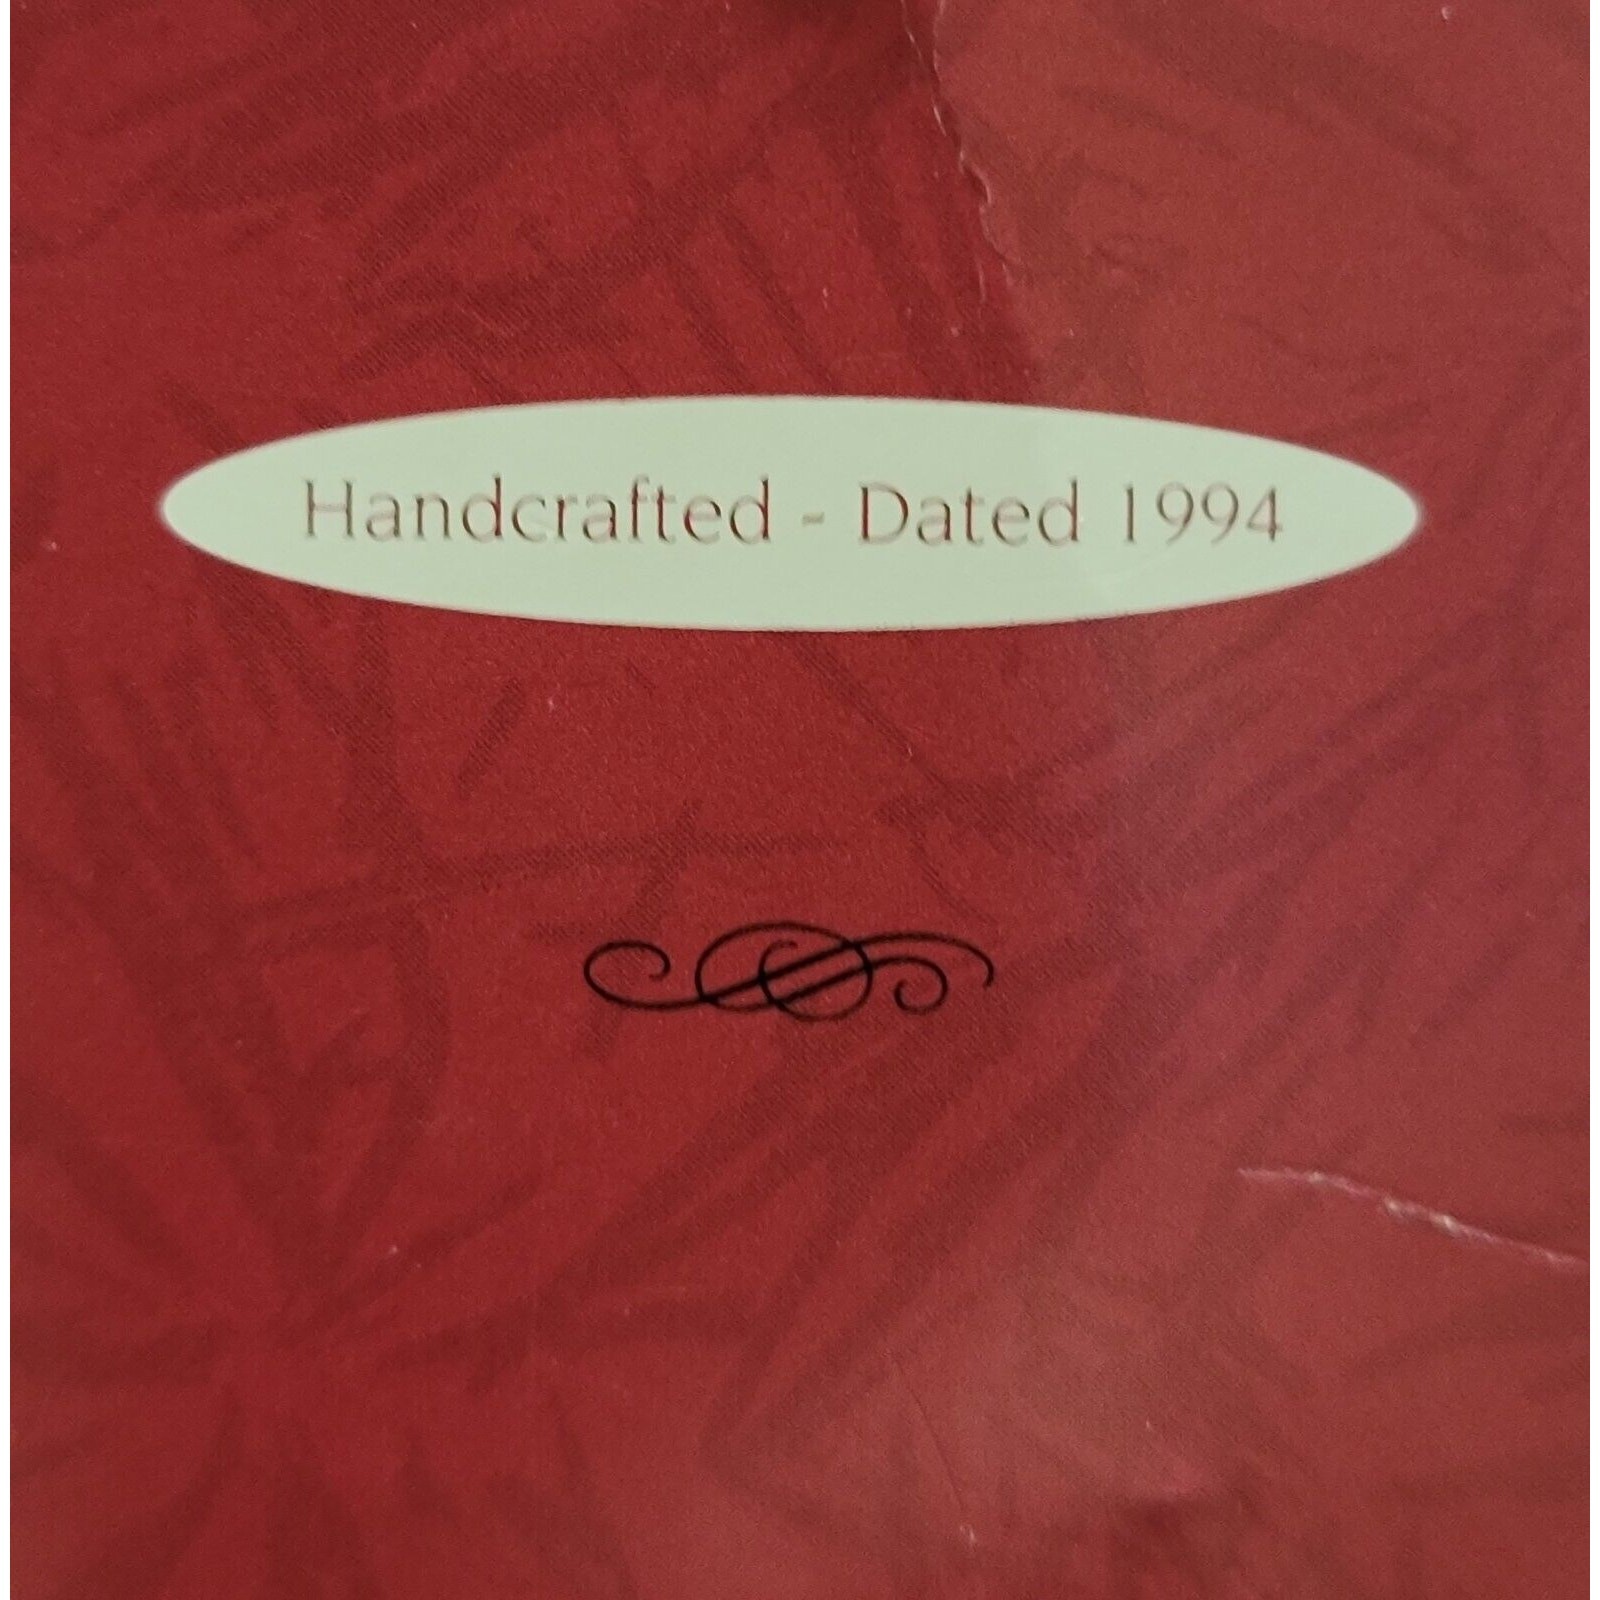 Handcrafted - Dated 1994